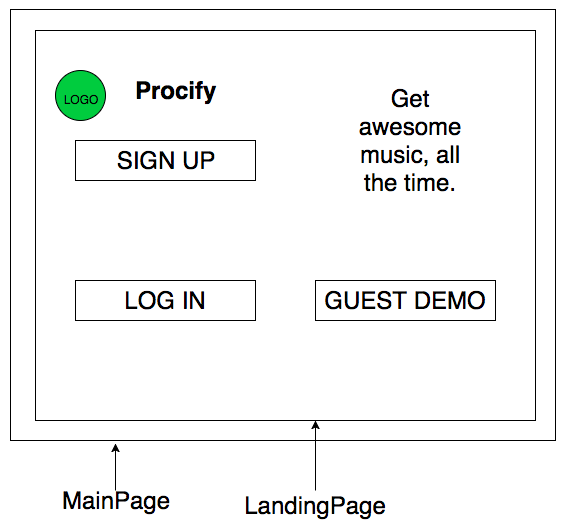 LOGO
Procify
Get
awesome
music, all
the time.
SIGN UP
LOG IN
GUEST DEMO
MainPage
LandingPage